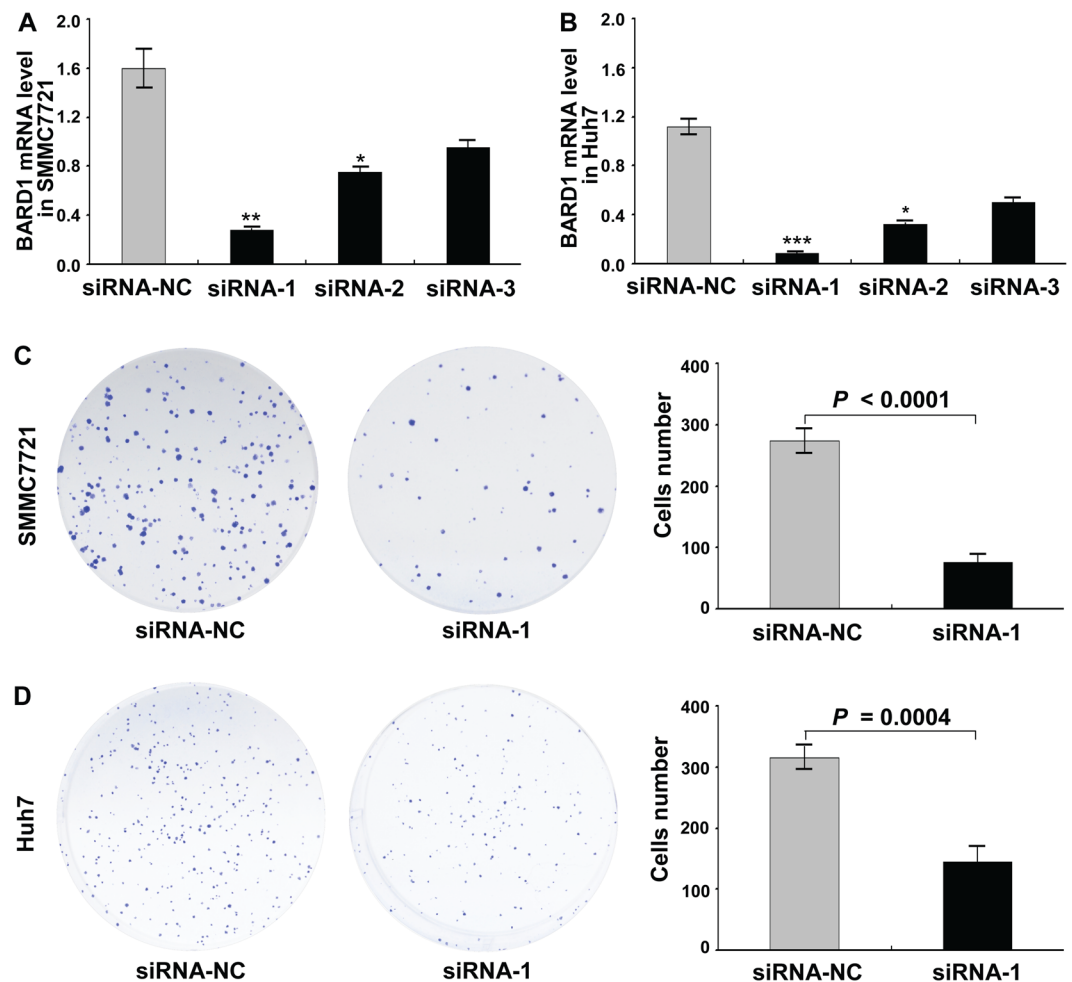 A
BARD1 mRNA level
in SMMC7721
2.0
1.6
1.2
0.8
0.4
0.0
**
*
siRNA-NC siRNA-1 siRNA-2 siRNA-3
B
BARD1 mRNA level
in Huh7
2.0
1.6
1.2
0.8
0.4
0.0
***
*
siRNA-NC siRNA-1 siRNA-2 siRNA-3
C
SMMC7721
siRNA-NC siRNA-1
Cells number
400
300
200
100
0
P < 0.0001
siRNA-NC siRNA-1
D
Huh7
siRNA-NC siRNA-1
Cells number
400
300
200
100
0
P = 0.0004
siRNA-NC siRNA-1